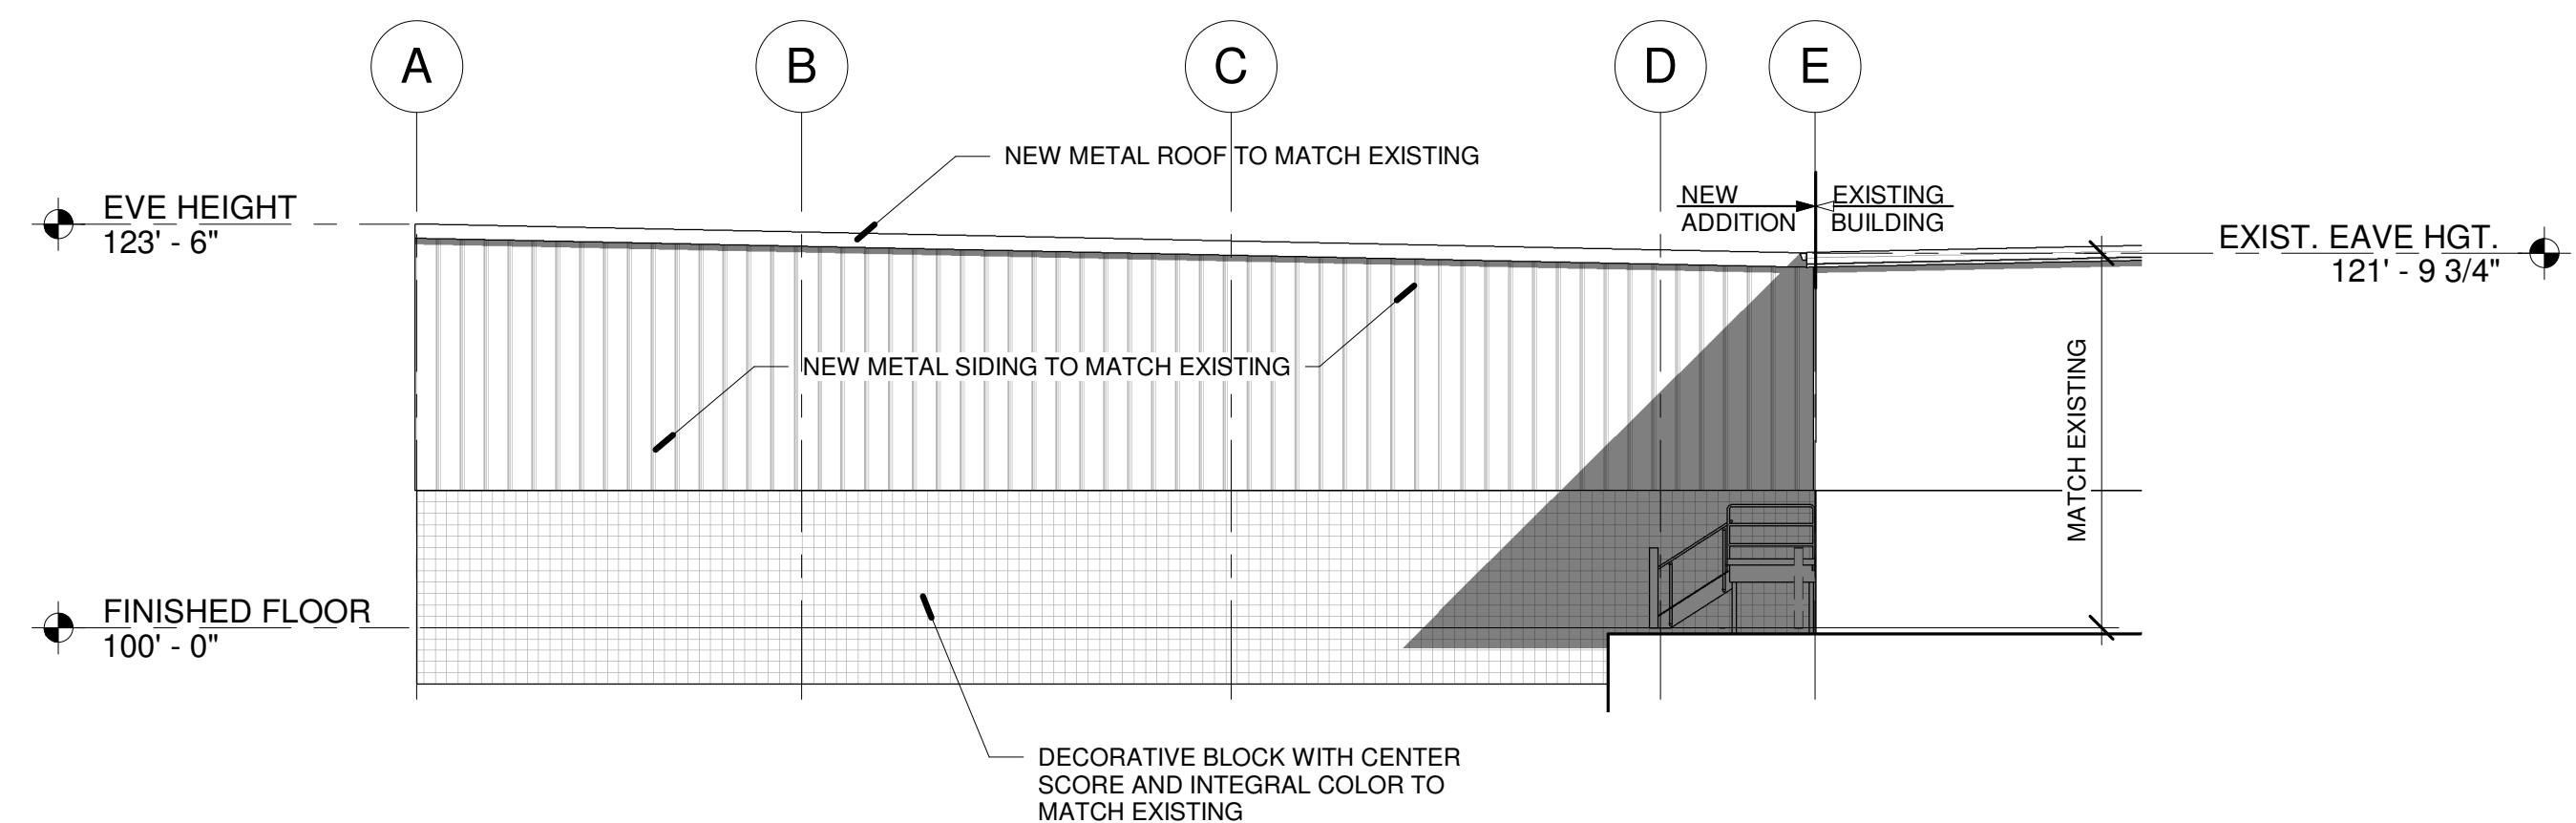 A
B
C
D
E
NEW METAL ROOF TO MATCH EXISTING
NEW
ADDITION
EXISTING
BUILDING
EVE HEIGHT
123' - 6"
EXIST. EAVE HGT.
121' - 9 3/4"
NEW METAL SIDING TO MATCH EXISTING
MATCH EXISTING
FINISHED FLOOR
100' - 0"
DECORATIVE BLOCK WITH CENTER
SCORE AND INTEGRAL COLOR TO
MATCH EXISTING